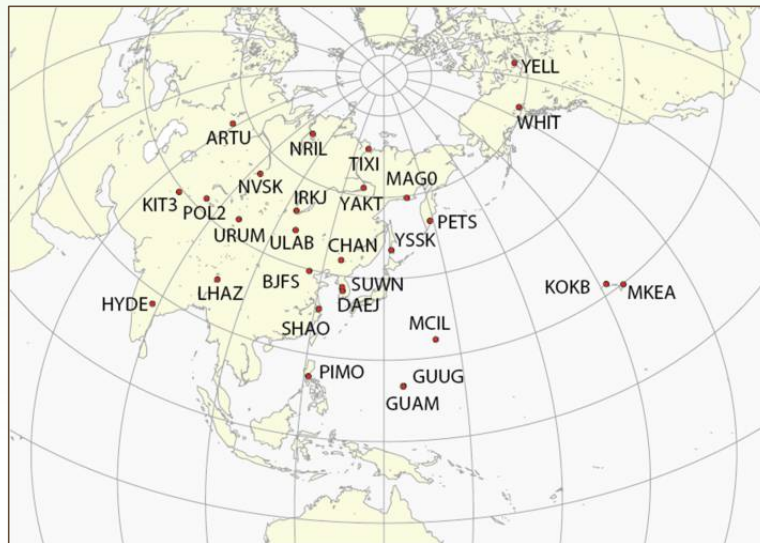 YELL
WHIT
ARTU
NRIL
TIXI
MAG0
NVSK
IRKJ
YAKT
KIT3
POL2
PETS
URUM
ULAB
CHAN
YSSK
BJFS
SUWN
KOKB
MKEA
HYDE
LHAZ
DAEJ
SHAO
MCIL
PIMO
GUUG
GUAM